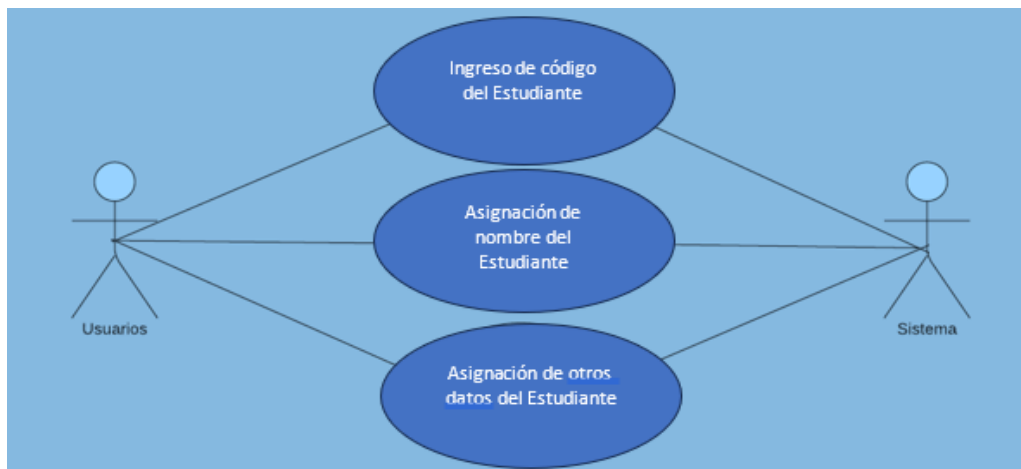 Ingreso de código
del Estudiante
Asignación de
nombre del
Estudiante
Usuarios
Sistema
Asignación de otros
datos del Estudiante